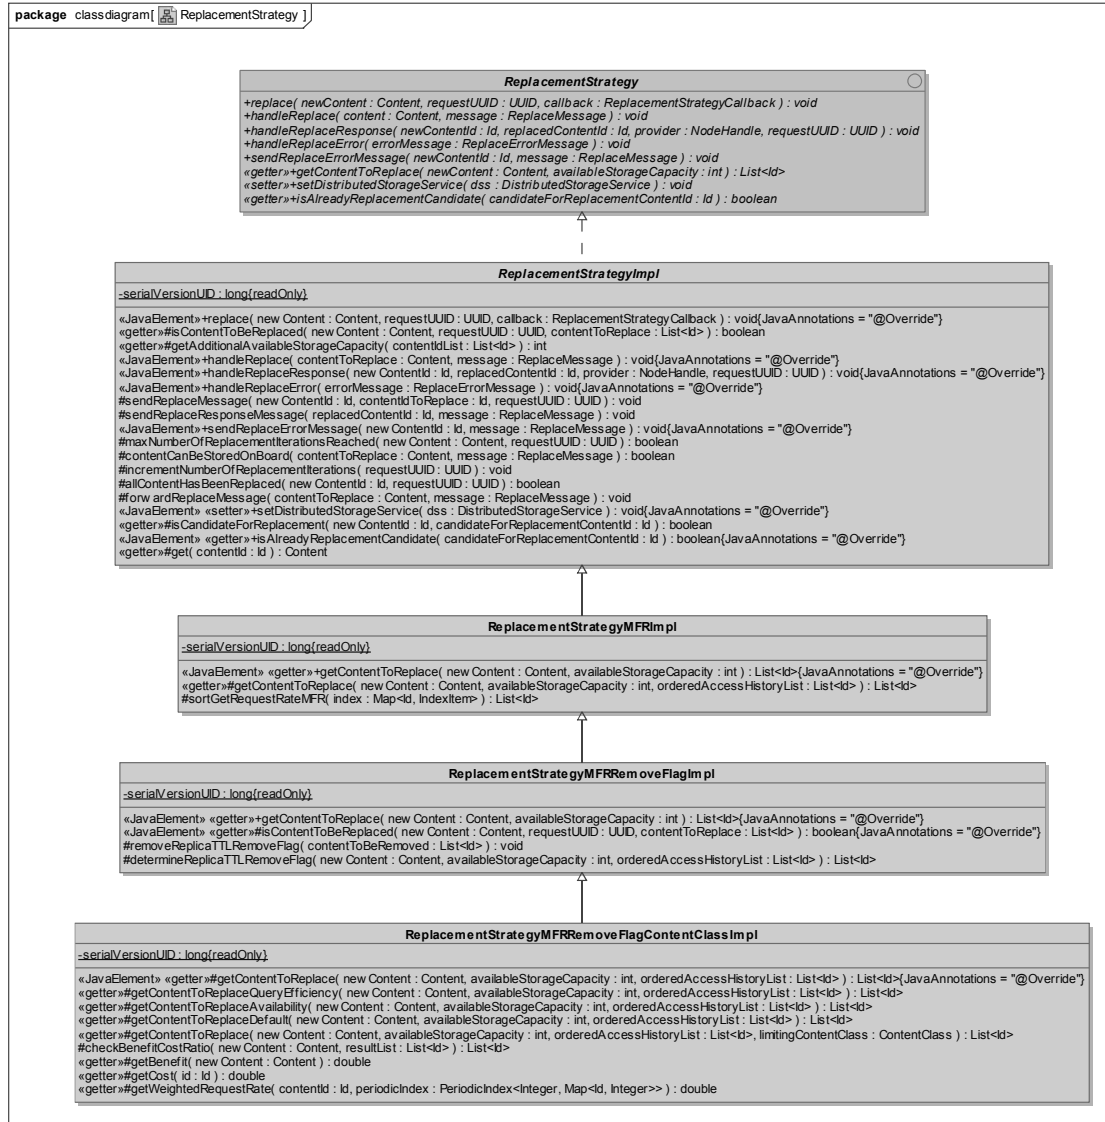 package classdiagram[ ReplacementStrategy ]
ReplacementStrategy
+replace( newContent : Content, requestUUID : UUID, callback : ReplacementStrategyCallback ) : void
+handleReplace( content : Content, message : ReplaceMessage ) : void
+handleReplaceResponse( newContentId : Id, replacedContentId : Id, provider : NodeHandle, requestUUID : UUID ) : void
+handleReplaceError( errorMessage : ReplaceErrorMessage ) : void
+sendReplaceErrorMessage( newContentId : Id, message : ReplaceMessage ) : void
«getter»+getContentToReplace( newContent : Content, availableStorageCapacity : int ) : List<Id>
«setter»+setDistributedStorageService( dss : DistributedStorageService ) : void
«getter»+isAlreadyReplacementCandidate( candidateForReplacementContentId : Id ) : boolean
ReplacementStrategyImpl
-serialVersionUID : long{readOnly}
«JavaElement»+replace( newContent : Content, requestUUID : UUID, callback : ReplacementStrategyCallback ) : void{JavaAnnotations = "@Override"}
«getter»#isContentToBeReplaced( newContent : Content, requestUUID : UUID, contentToReplace : List<Id> ) : boolean
«getter»#getAdditionalAvailableStorageCapacity( contentIdList : List<Id> ) : int
«JavaElement»+handleReplace( contentToReplace : Content, message : ReplaceMessage ) : void{JavaAnnotations = "@Override"}
«JavaElement»+handleReplaceResponse( newContentId : Id, replacedContentId : Id, provider : NodeHandle, requestUUID : UUID ) : void{JavaAnnotations = "@Override"}
«JavaElement»+handleReplaceError( errorMessage : ReplaceErrorMessage ) : void{JavaAnnotations = "@Override"}
#sendReplaceMessage( newContentId : Id, contentIdToReplace : Id, requestUUID : UUID ) : void
#sendReplaceResponseMessage( replacedContentId : Id, message : ReplaceMessage ) : void
«JavaElement»+sendReplaceErrorMessage( newContentId : Id, message : ReplaceMessage ) : void{JavaAnnotations = "@Override"}
#maxNumberOfReplacementIterationsReached( newContent : Content, requestUUID : UUID ) : boolean
#contentCanBeStoredOnBoard( contentToReplace : Content, message : ReplaceMessage ) : boolean
#incrementNumberOfReplacementIterations( requestUUID : UUID ) : void
#allContentHasBeenReplaced( newContentId : Id, requestUUID : UUID ) : boolean
#forwardReplaceMessage( contentToReplace : Content, message : ReplaceMessage ) : void
«JavaElement» «setter»+setDistributedStorageService( dss : DistributedStorageService ) : void{JavaAnnotations = "@Override"}
«getter»#isCandidateForReplacement( newContentId : Id, candidateForReplacementContentId : Id ) : boolean
«JavaElement» «getter»+isAlreadyReplacementCandidate( candidateForReplacementContentId : Id ) : boolean{JavaAnnotations = "@Override"}
«getter»#get( contentId : Id ) : Content
ReplacementStrategyMFRImpl
-serialVersionUID : long{readOnly}
«JavaElement» «getter»+getContentToReplace( newContent : Content, availableStorageCapacity : int ) : List<Id>{JavaAnnotations = "@Override"}
«getter»#getContentToReplace( newContent : Content, availableStorageCapacity : int, orderedAccessHistoryList : List<Id> ) : List<Id>
#sortGetRequestRateMFR( index : Map<Id, IndexItem> ) : List<Id>
ReplacementStrategyMFRRemoveFlagImpl
-serialVersionUID : long{readOnly}
«JavaElement» «getter»+getContentToReplace( newContent : Content, availableStorageCapacity : int ) : List<Id>{JavaAnnotations = "@Override"}
«JavaElement» «getter»#isContentToBeReplaced( newContent : Content, requestUUID : UUID, contentToReplace : List<Id> ) : boolean{JavaAnnotations = "@Override"}
#removeReplicaTTLRemoveFlag( contentToBeRemoved : List<Id> ) : void
#determineReplicaTTLRemoveFlag( newContent : Content, availableStorageCapacity : int, orderedAccessHistoryList : List<Id> ) : List<Id>
ReplacementStrategyMFRRemoveFlagContentClassImpl
-serialVersionUID : long{readOnly}
«JavaElement» «getter»#getContentToReplace( newContent : Content, availableStorageCapacity : int, orderedAccessHistoryList : List<Id> ) : List<Id>{JavaAnnotations = "@Override"}
«getter»#getContentToReplaceQueryEfficiency( newContent : Content, availableStorageCapacity : int, orderedAccessHistoryList : List<Id> ) : List<Id>
«getter»#getContentToReplaceAvailability( newContent : Content, availableStorageCapacity : int, orderedAccessHistoryList : List<Id> ) : List<Id>
«getter»#getContentToReplaceDefault( newContent : Content, availableStorageCapacity : int, orderedAccessHistoryList : List<Id> ) : List<Id>
«getter»#getContentToReplace( newContent : Content, availableStorageCapacity : int, orderedAccessHistoryList : List<Id>, limitingContentClass : ContentClass ) : List<Id>
#checkBenefitCostRatio( newContent : Content, resultList : List<Id> ) : List<Id>
«getter»#getBenefit( newContent : Content ) : double
«getter»#getCost( id : Id ) : double
«getter»#getWeightedRequestRate( contentId : Id, periodicIndex : PeriodicIndex<Integer, Map<Id, Integer>> ) : double